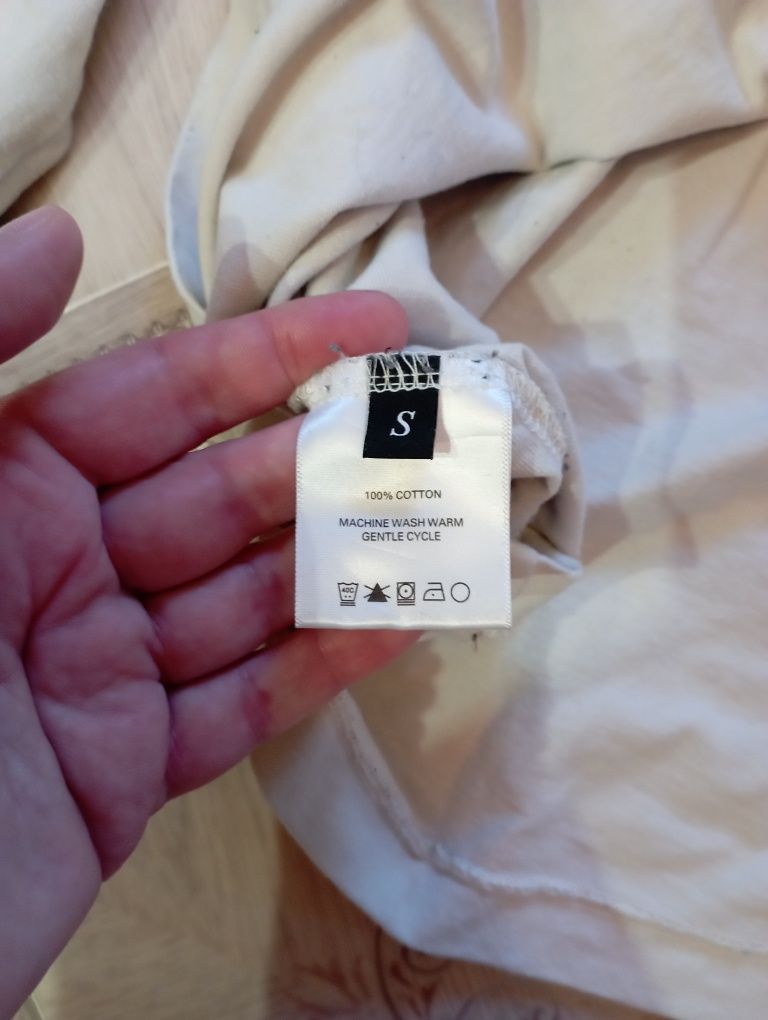 S
100% COTTON
MACHINE WASH WARM
GENTLE CYCLE
40C